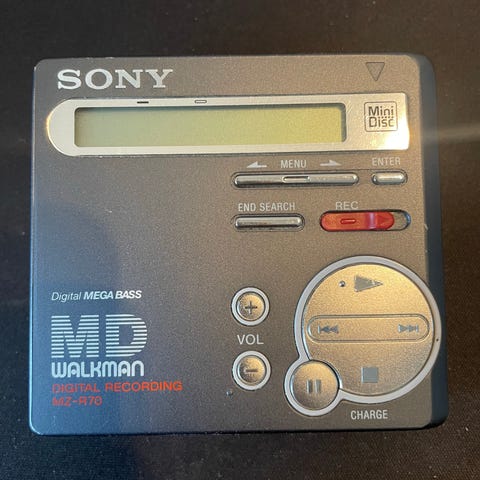 SONY
Mini
Disc
MENU
ENTER
END SEARCH
REC
Digital MEGA BASS
VOL
MD
WALKMAN
DIGITAL RECORDING
MZ-R70
CHARGE